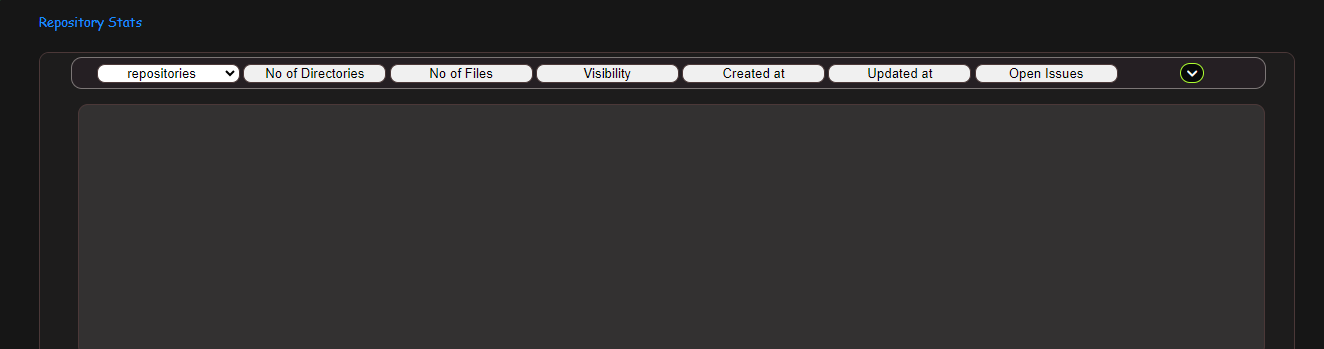 Repository Stats
repositories No of Directories No of Files Visibility Created at Updated at Open Issues